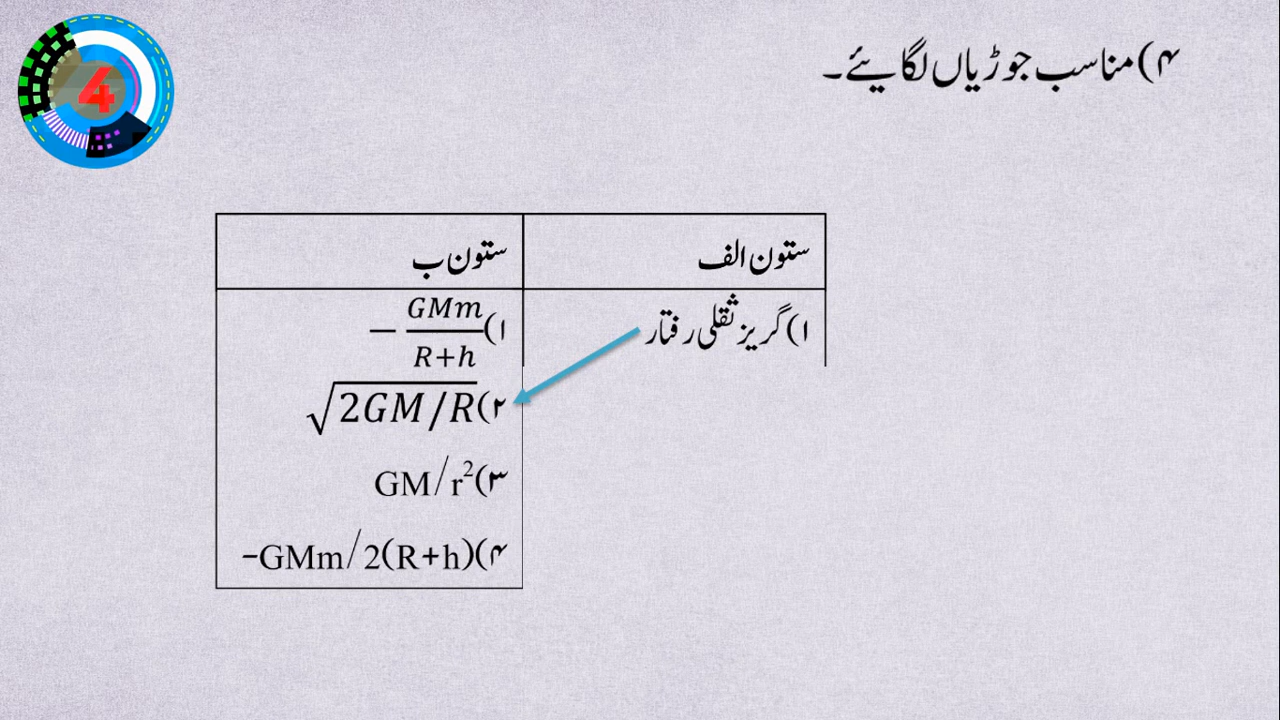 ۴) مناسب جوڑیاں لگایئے۔
4
ستون الف
ستون ب
۱) گریز ثقلی رفتار
۱) −GMm/R+h
۲) √2GM/R
۳) GM/r²
۴) −GMm/2(R+h)